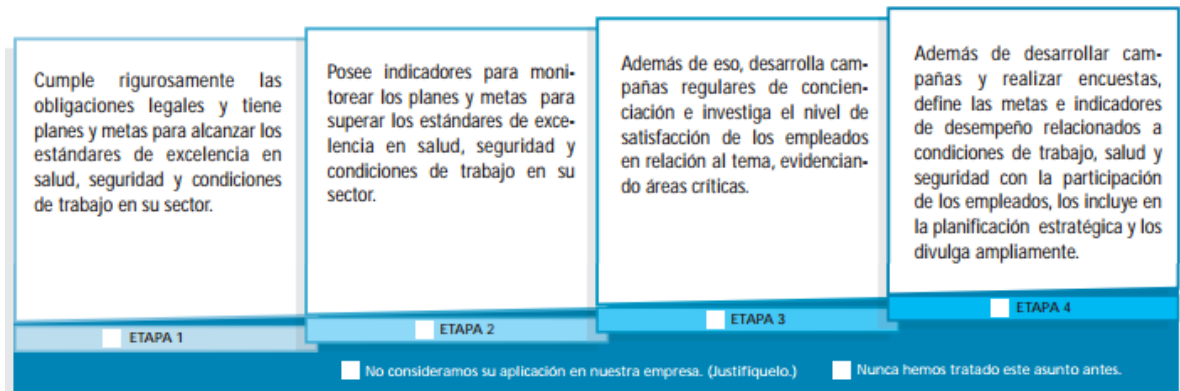 Cumple rigurosamente las
obligaciones legales y tiene
planes y metas para alcanzar los
estándares de excelencia en
salud, seguridad y condiciones
de trabajo en su sector.
ETAPA 1
Posee indicadores para moni-
torear los planes y metas para
superar los estándares de exce-
lencia en salud, seguridad y
condiciones de trabajo en su
sector.
ETAPA 2
Además de eso, desarrolla cam-
pañas regulares de concien-
ciación e investiga el nivel de
satisfacción de los empleados
en relación al tema, evidencian-
do áreas críticas.
ETAPA 3
Además de desarrollar cam-
pañas y realizar encuestas,
define las metas e indicadores
de desempeño relacionados a
condiciones de trabajo, salud y
seguridad con la participación
de los empleados, los incluye en
la planificación estratégica y los
divulga ampliamente.
ETAPA 4
No consideramos su aplicación en nuestra empresa. (Justifíquelo.)
Nunca hemos tratado este asunto antes.